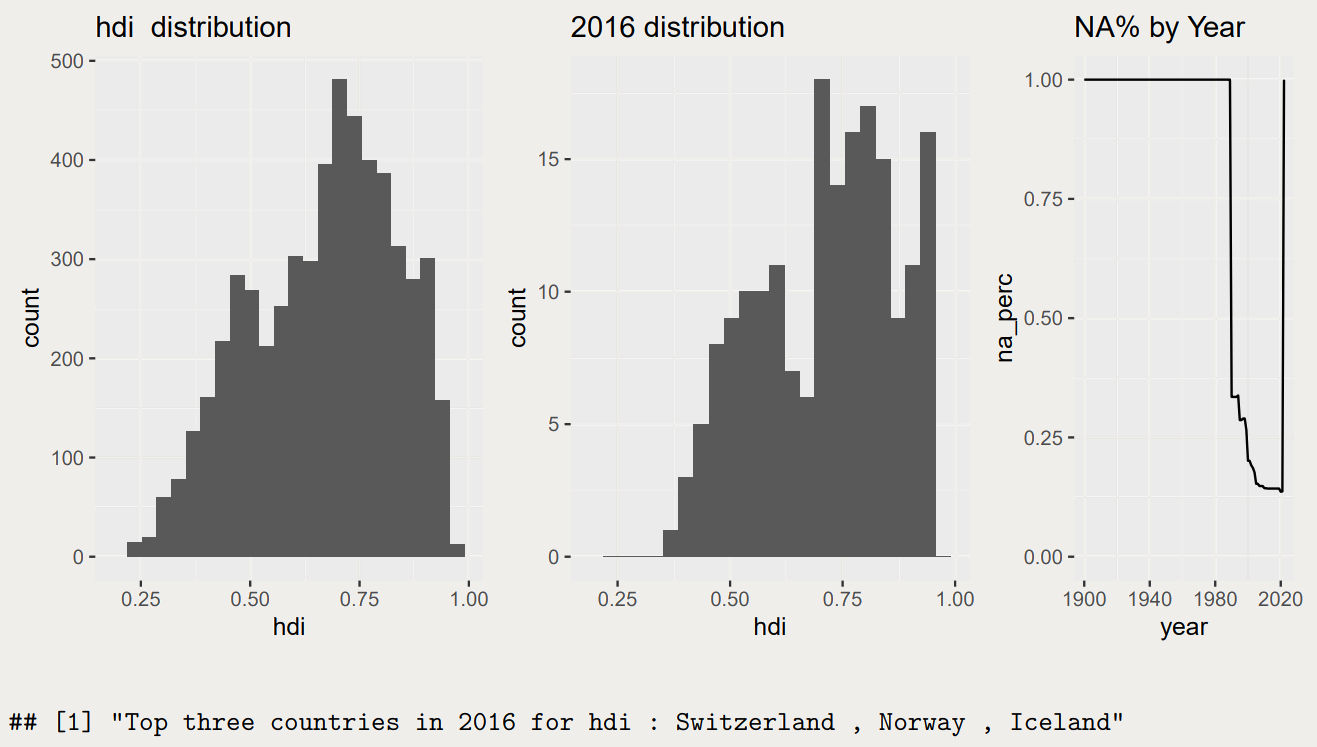 hdi  distribution
500
400
300
200
100
0
count
0.25 0.50 0.75 1.00
hdi
2016 distribution
15
10
5
0
count
0.25 0.50 0.75 1.00
hdi
NA% by Year
1.00
0.75
0.50
0.25
0.00
na_perc
1900 1940 1980 2020
year
## [1] "Top three countries in 2016 for hdi : Switzerland , Norway , Iceland"